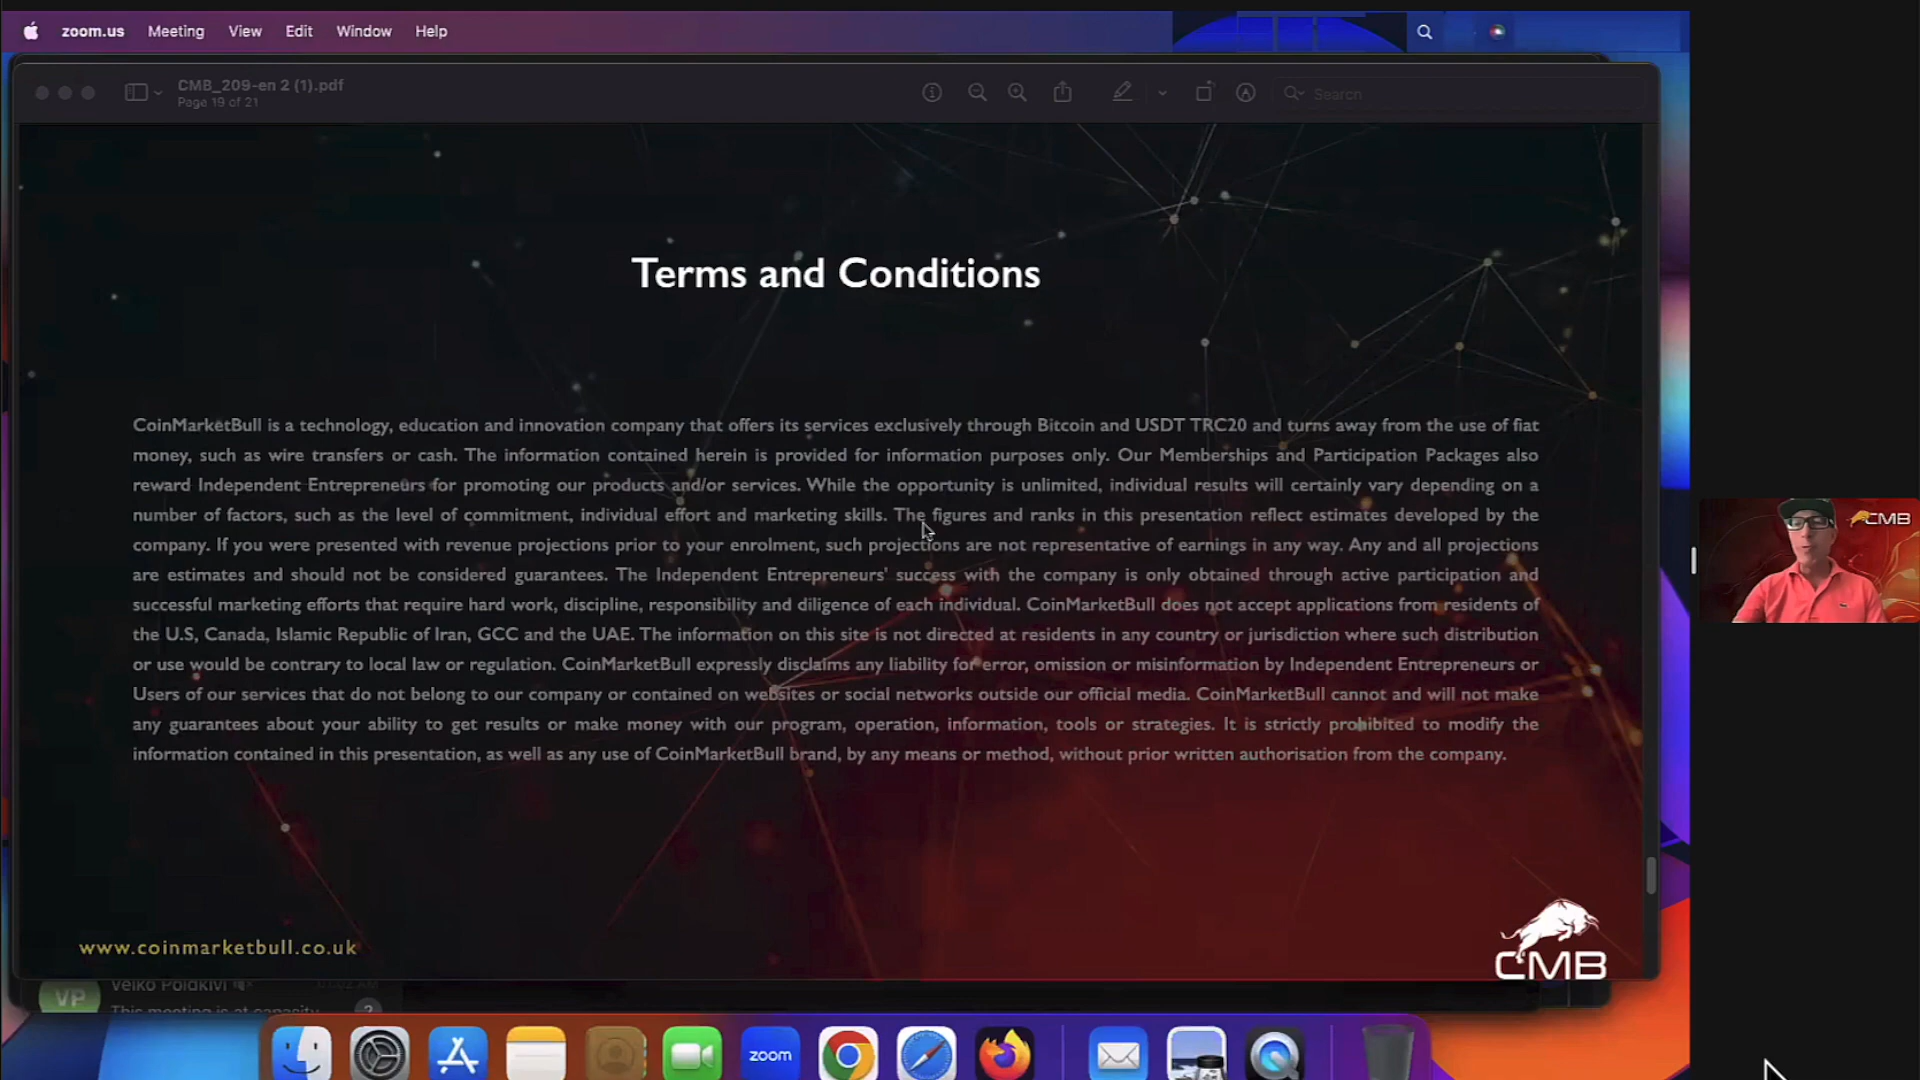 zoom.us Meeting View Edit Window Help
CMB_209-en 2 (1).pdf
Page 19 of 21
Search
Terms and Conditions
CoinMarketBull is a technology, education and innovation company that offers its services exclusively through Bitcoin and USDT TRC20 and turns away from the use of fiat
money, such as wire transfers or cash. The information contained herein is provided for information purposes only. Our Memberships and Participation Packages also
reward Independent Entrepreneurs for promoting our products and/or services. While the opportunity is unlimited, individual results will certainly vary depending on a
number of factors, such as the level of commitment, individual effort and marketing skills. The figures and ranks in this presentation reflect estimates developed by the
company. If you were presented with revenue projections prior to your enrolment, such projections are not representative of earnings in any way. Any and all projections
are estimates and should not be considered guarantees. The Independent Entrepreneurs' success with the company is only obtained through active participation and
successful marketing efforts that require hard work, discipline, responsibility and diligence of each individual. CoinMarketBull does not accept applications from residents of
the U.S, Canada, Islamic Republic of Iran, GCC and the UAE. The information on this site is not directed at residents in any country or jurisdiction where such distribution
or use would be contrary to local law or regulation. CoinMarketBull expressly disclaims any liability for error, omission or misinformation by Independent Entrepreneurs or
Users of our services that do not belong to our company or contained on websites or social networks outside our official media. CoinMarketBull cannot and will not make
any guarantees about your ability to get results or make money with our program, operation, information, tools or strategies. It is strictly prohibited to modify the
information contained in this presentation, as well as any use of CoinMarketBull brand, by any means or method, without prior written authorisation from the company.
CMB
www.coinmarketbull.co.uk
CMB
VP
Veiko Poldkivi
This meeting is at capacity
zoom